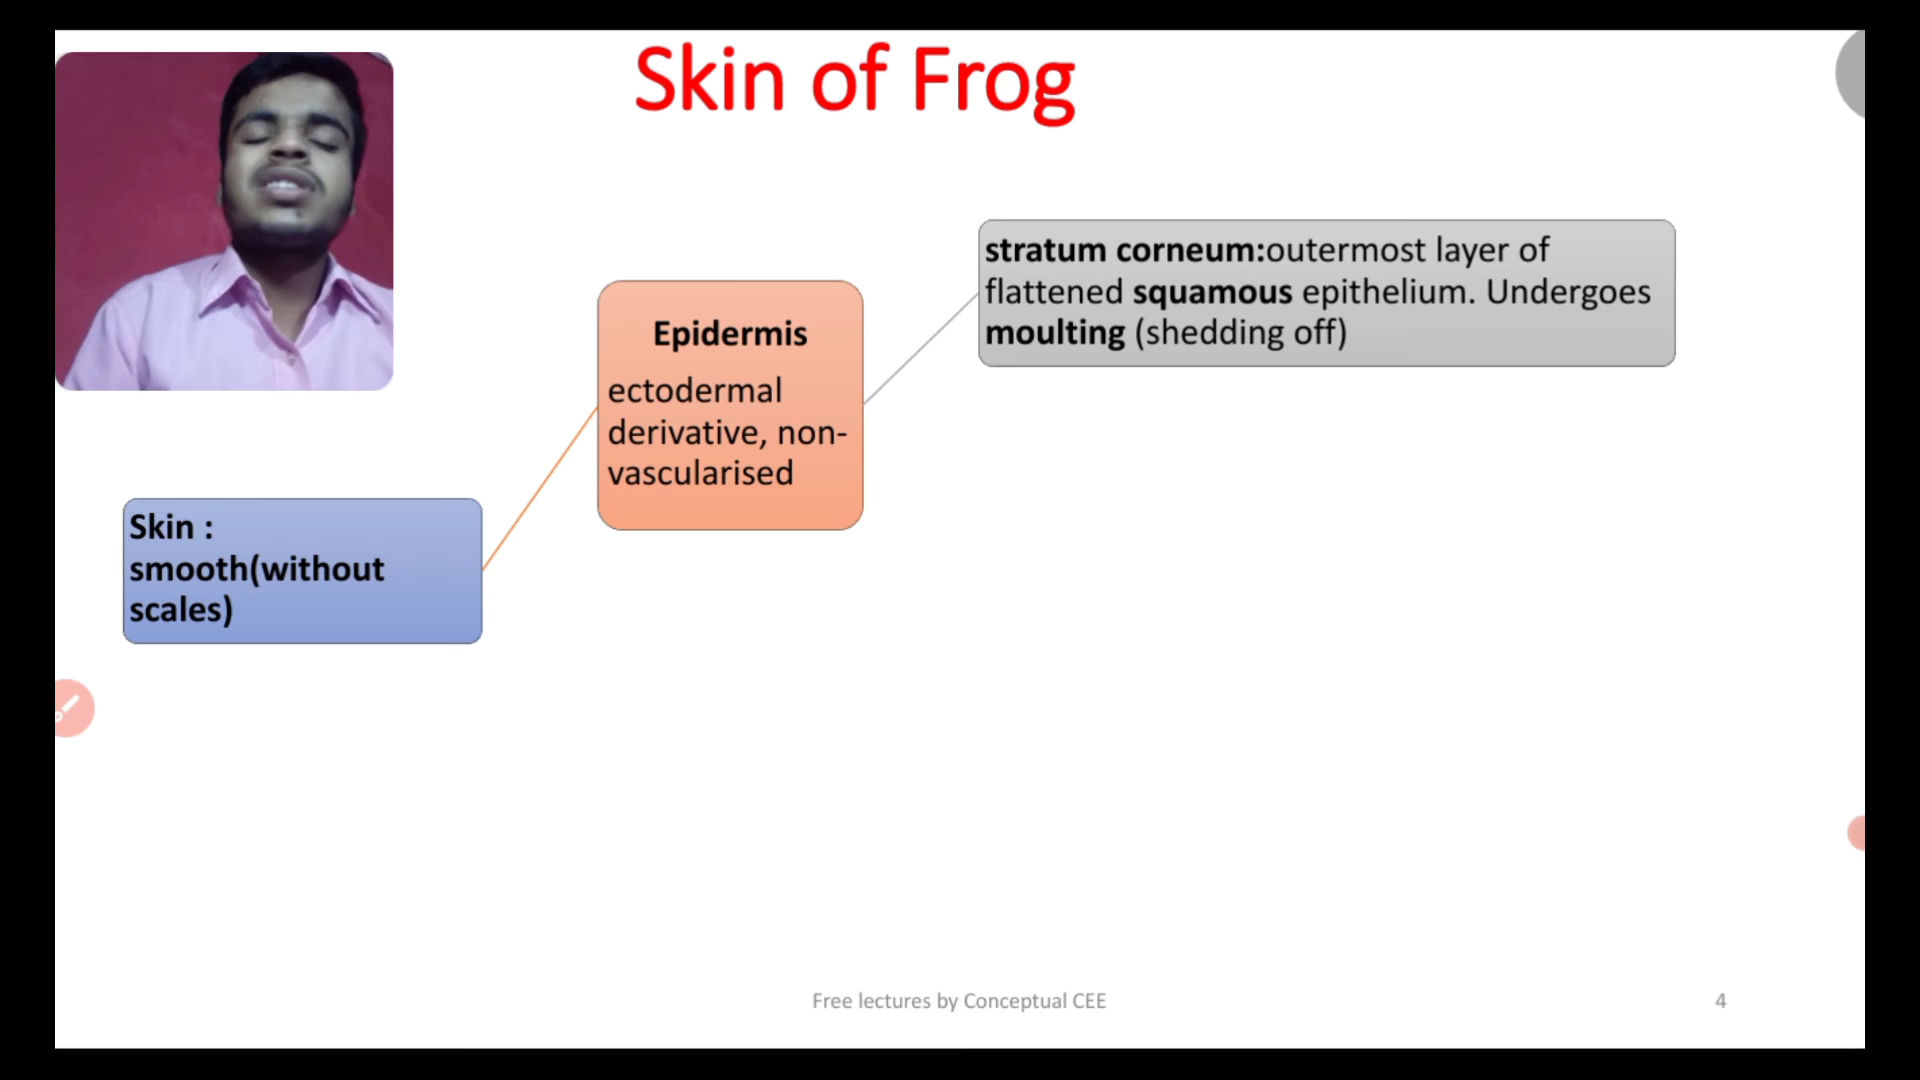 Skin of Frog
stratum corneum:outermost layer of
flattened squamous epithelium. Undergoes
moulting (shedding off)
Epidermis
ectodermal
derivative, non-
vascularised
Skin :
smooth(without
scales)
Free lectures by Conceptual CEE
4